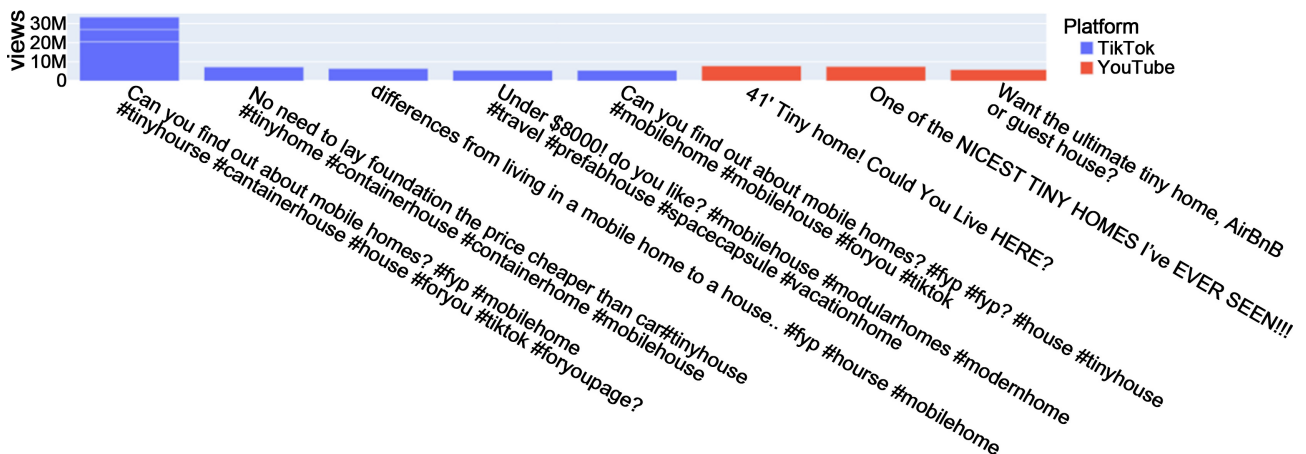 views
30M
20M
10M
0
Platform
TikTok
YouTube
Can you find out about mobile homes? #fyp #mobilehome
#tinyhourse #cantainerhouse #house #foryou #tiktok #foryoupage?
No need to lay foundation the price cheaper than car#tinyhouse
#tinyhome #containerhouse #containerhome #mobilehouse
differences from living in a mobile home to a house.. #fyp #hourse #mobilehome
Under $8000! do you like? #mobilehouse #modularhomes #modernhome
#travel #prefabhouse #spacecapsule #vacationhome
Can you find out about mobile homes? #fyp #fyp? #house #tinyhouse
#mobilehome #mobilehouse #foryou #tiktok
41' Tiny home! Could You Live HERE?
One of the NICEST TINY HOMES I've EVER SEEN!!!
Want the ultimate tiny home, AirBnB
or guest house?